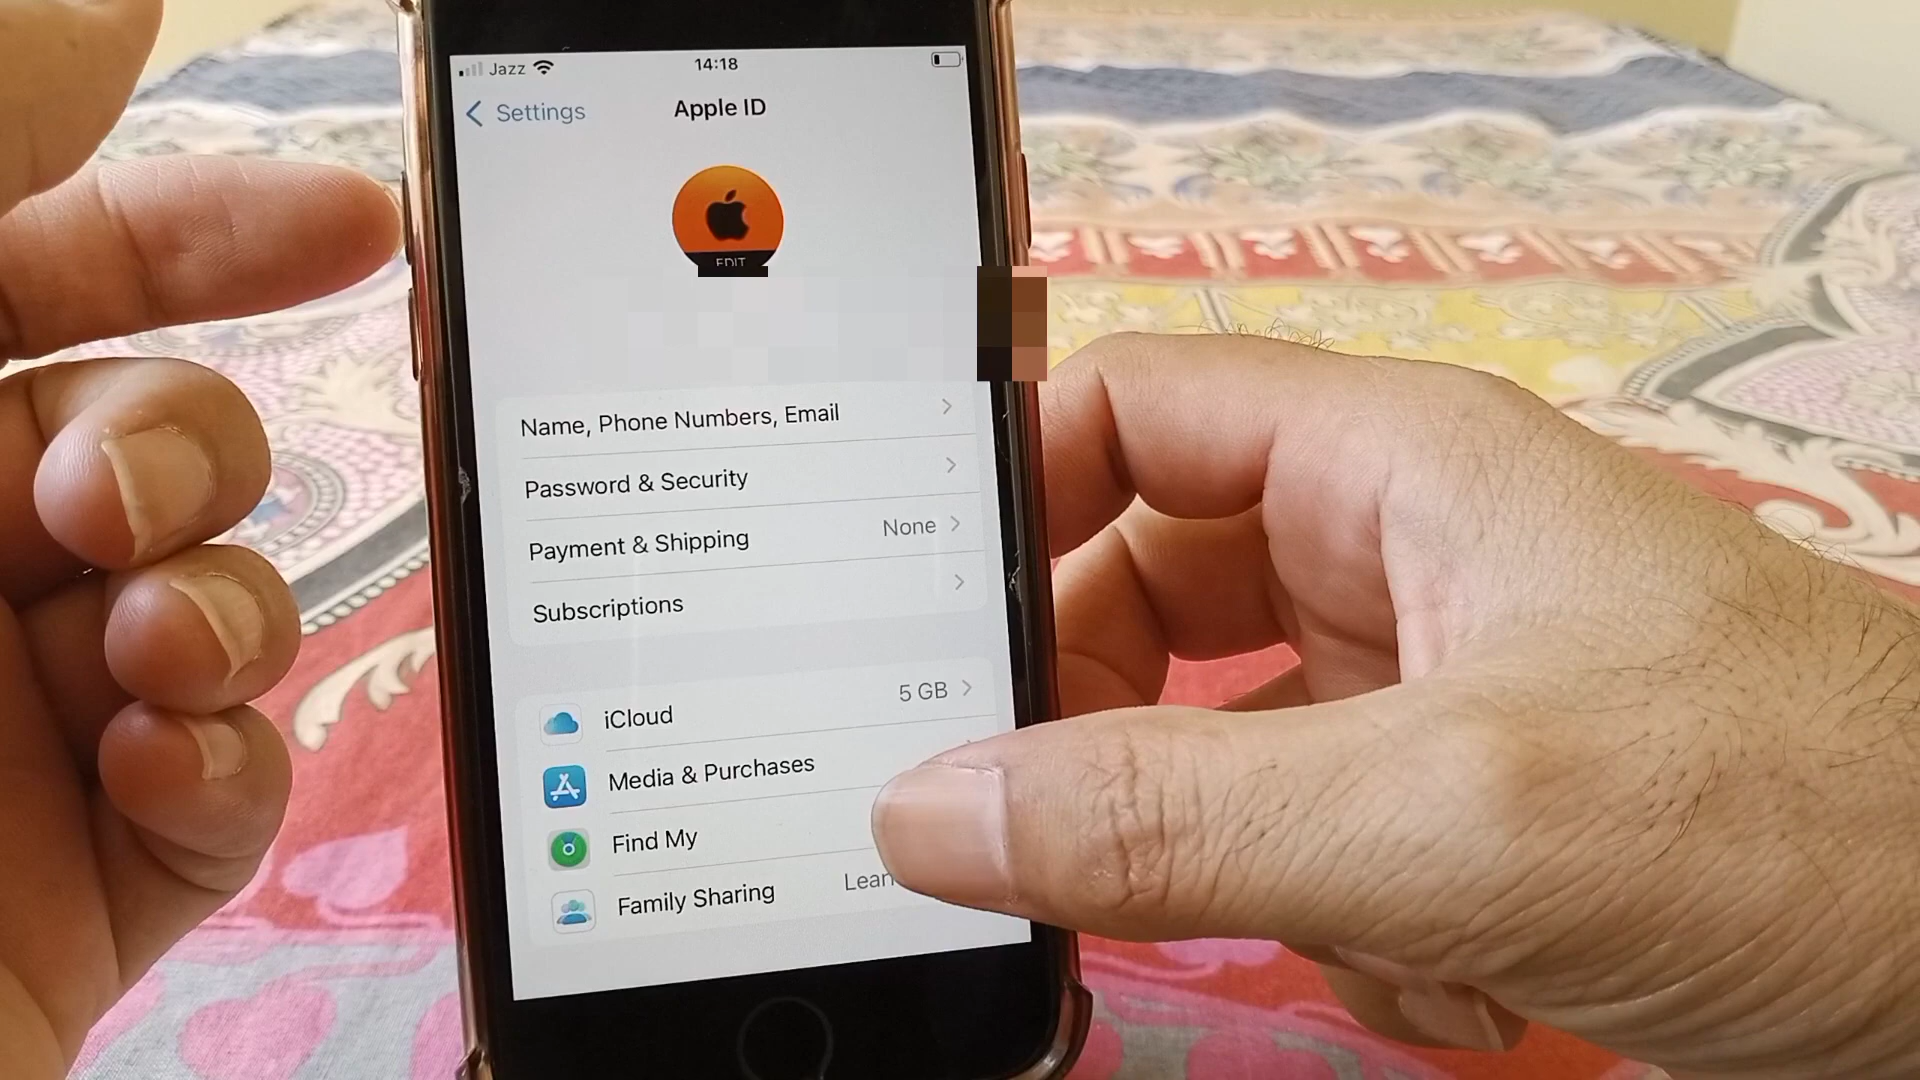 Jazz 14:18
Settings Apple ID
EDIT
Name, Phone Numbers, Email
Password & Security
Payment & Shipping None
Subscriptions
iCloud 5 GB
Media & Purchases
Find My
Family Sharing